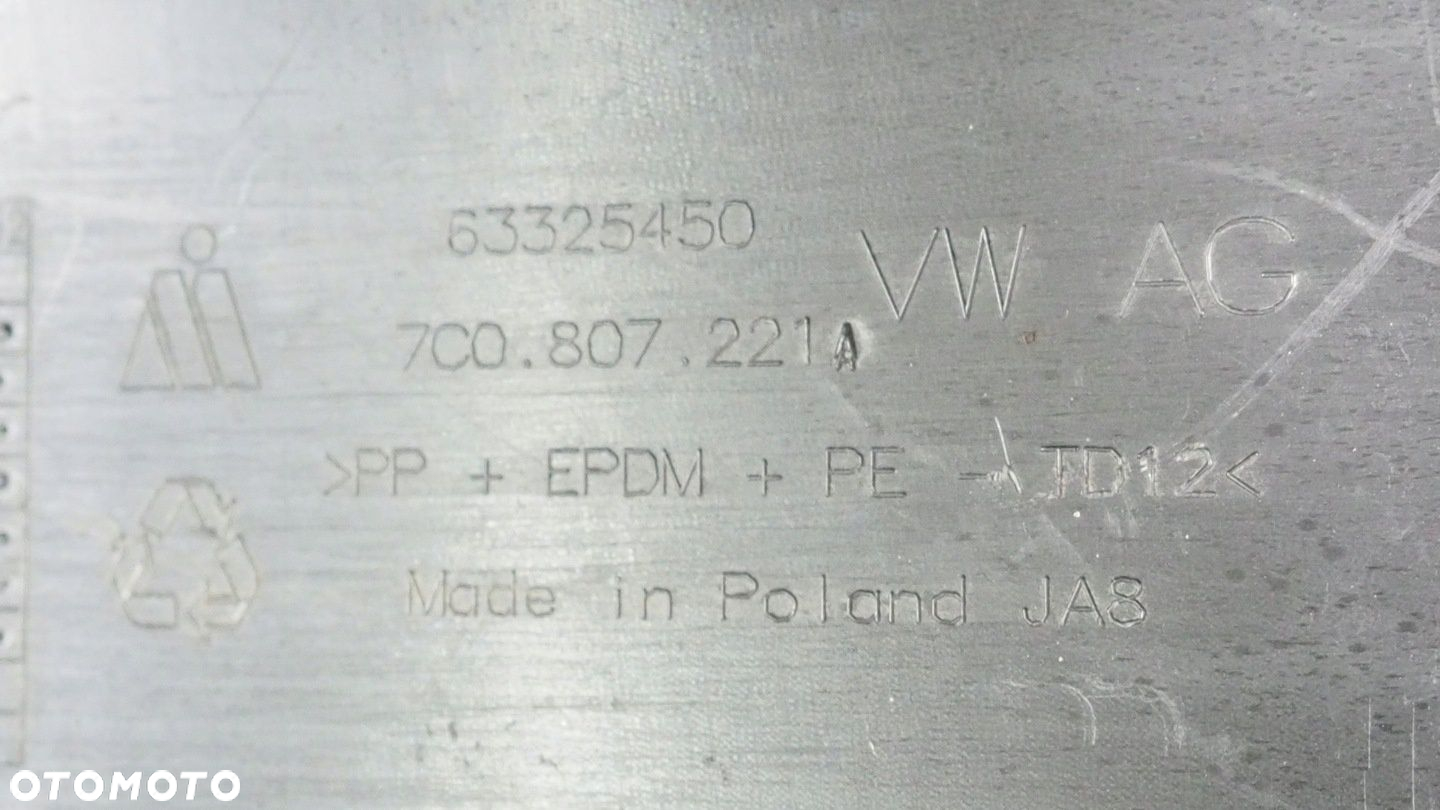 63325450
VW AG
7C0.807.221A
>PP + EPDM + PE - TD12<
Made in Poland JA8
OTOMOTO